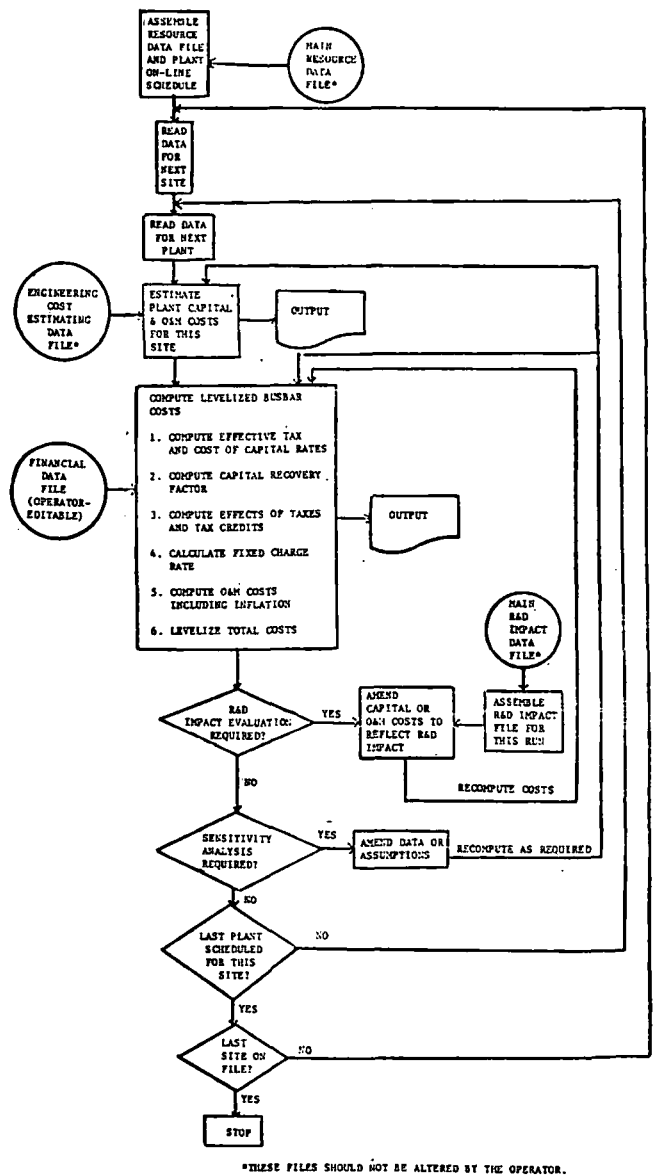 ASSEMBLE
RESOURCE
DATA FILE
AND PLANT
ON-LINE
SCHEDULE
MAIN
RESOURCE
DATA
FILE*
READ
DATA
FOR
NEXT
SITE
READ DATA
FOR NEXT
PLANT
ENGINEERING
COST
ESTIMATING
DATA
FILE*
ESTIMATE
PLANT CAPITAL
& O&M COSTS
FOR THIS
SITE
OUTPUT
COMPUTE LEVELIZED BUSBAR
COSTS
1. COMPUTE EFFECTIVE TAX
AND COST OF CAPITAL RATES
2. COMPUTE CAPITAL RECOVERY
FACTOR
3. COMPUTE EFFECTS OF TAXES
AND TAX CREDITS
4. CALCULATE FIXED CHARGE
RATE
5. COMPUTE O&M COSTS
INCLUDING INFLATION
6. LEVELIZE TOTAL COSTS
FINANCIAL
DATA
FILE
(OPERATOR-
EDITABLE)
OUTPUT
MAIN
R&D
IMPACT
DATA
FILE*
R&D
IMPACT EVALUATION
REQUIRED?
YES
AMEND
CAPITAL OR
O&M COSTS TO
REFLECT R&D
IMPACT
ASSEMBLE
R&D IMPACT
FILE FOR
THIS RUN
RECOMPUTE COSTS
NO
SENSITIVITY
ANALYSIS
REQUIRED?
YES
AMEND DATA OR
ASSUMPTIONS
RECOMPUTE AS REQUIRED
NO
LAST PLANT
SCHEDULED
FOR THIS
SITE?
NO
YES
LAST
SITE ON
FILE?
NO
YES
STOP
*THESE FILES SHOULD NOT BE ALTERED BY THE OPERATOR.